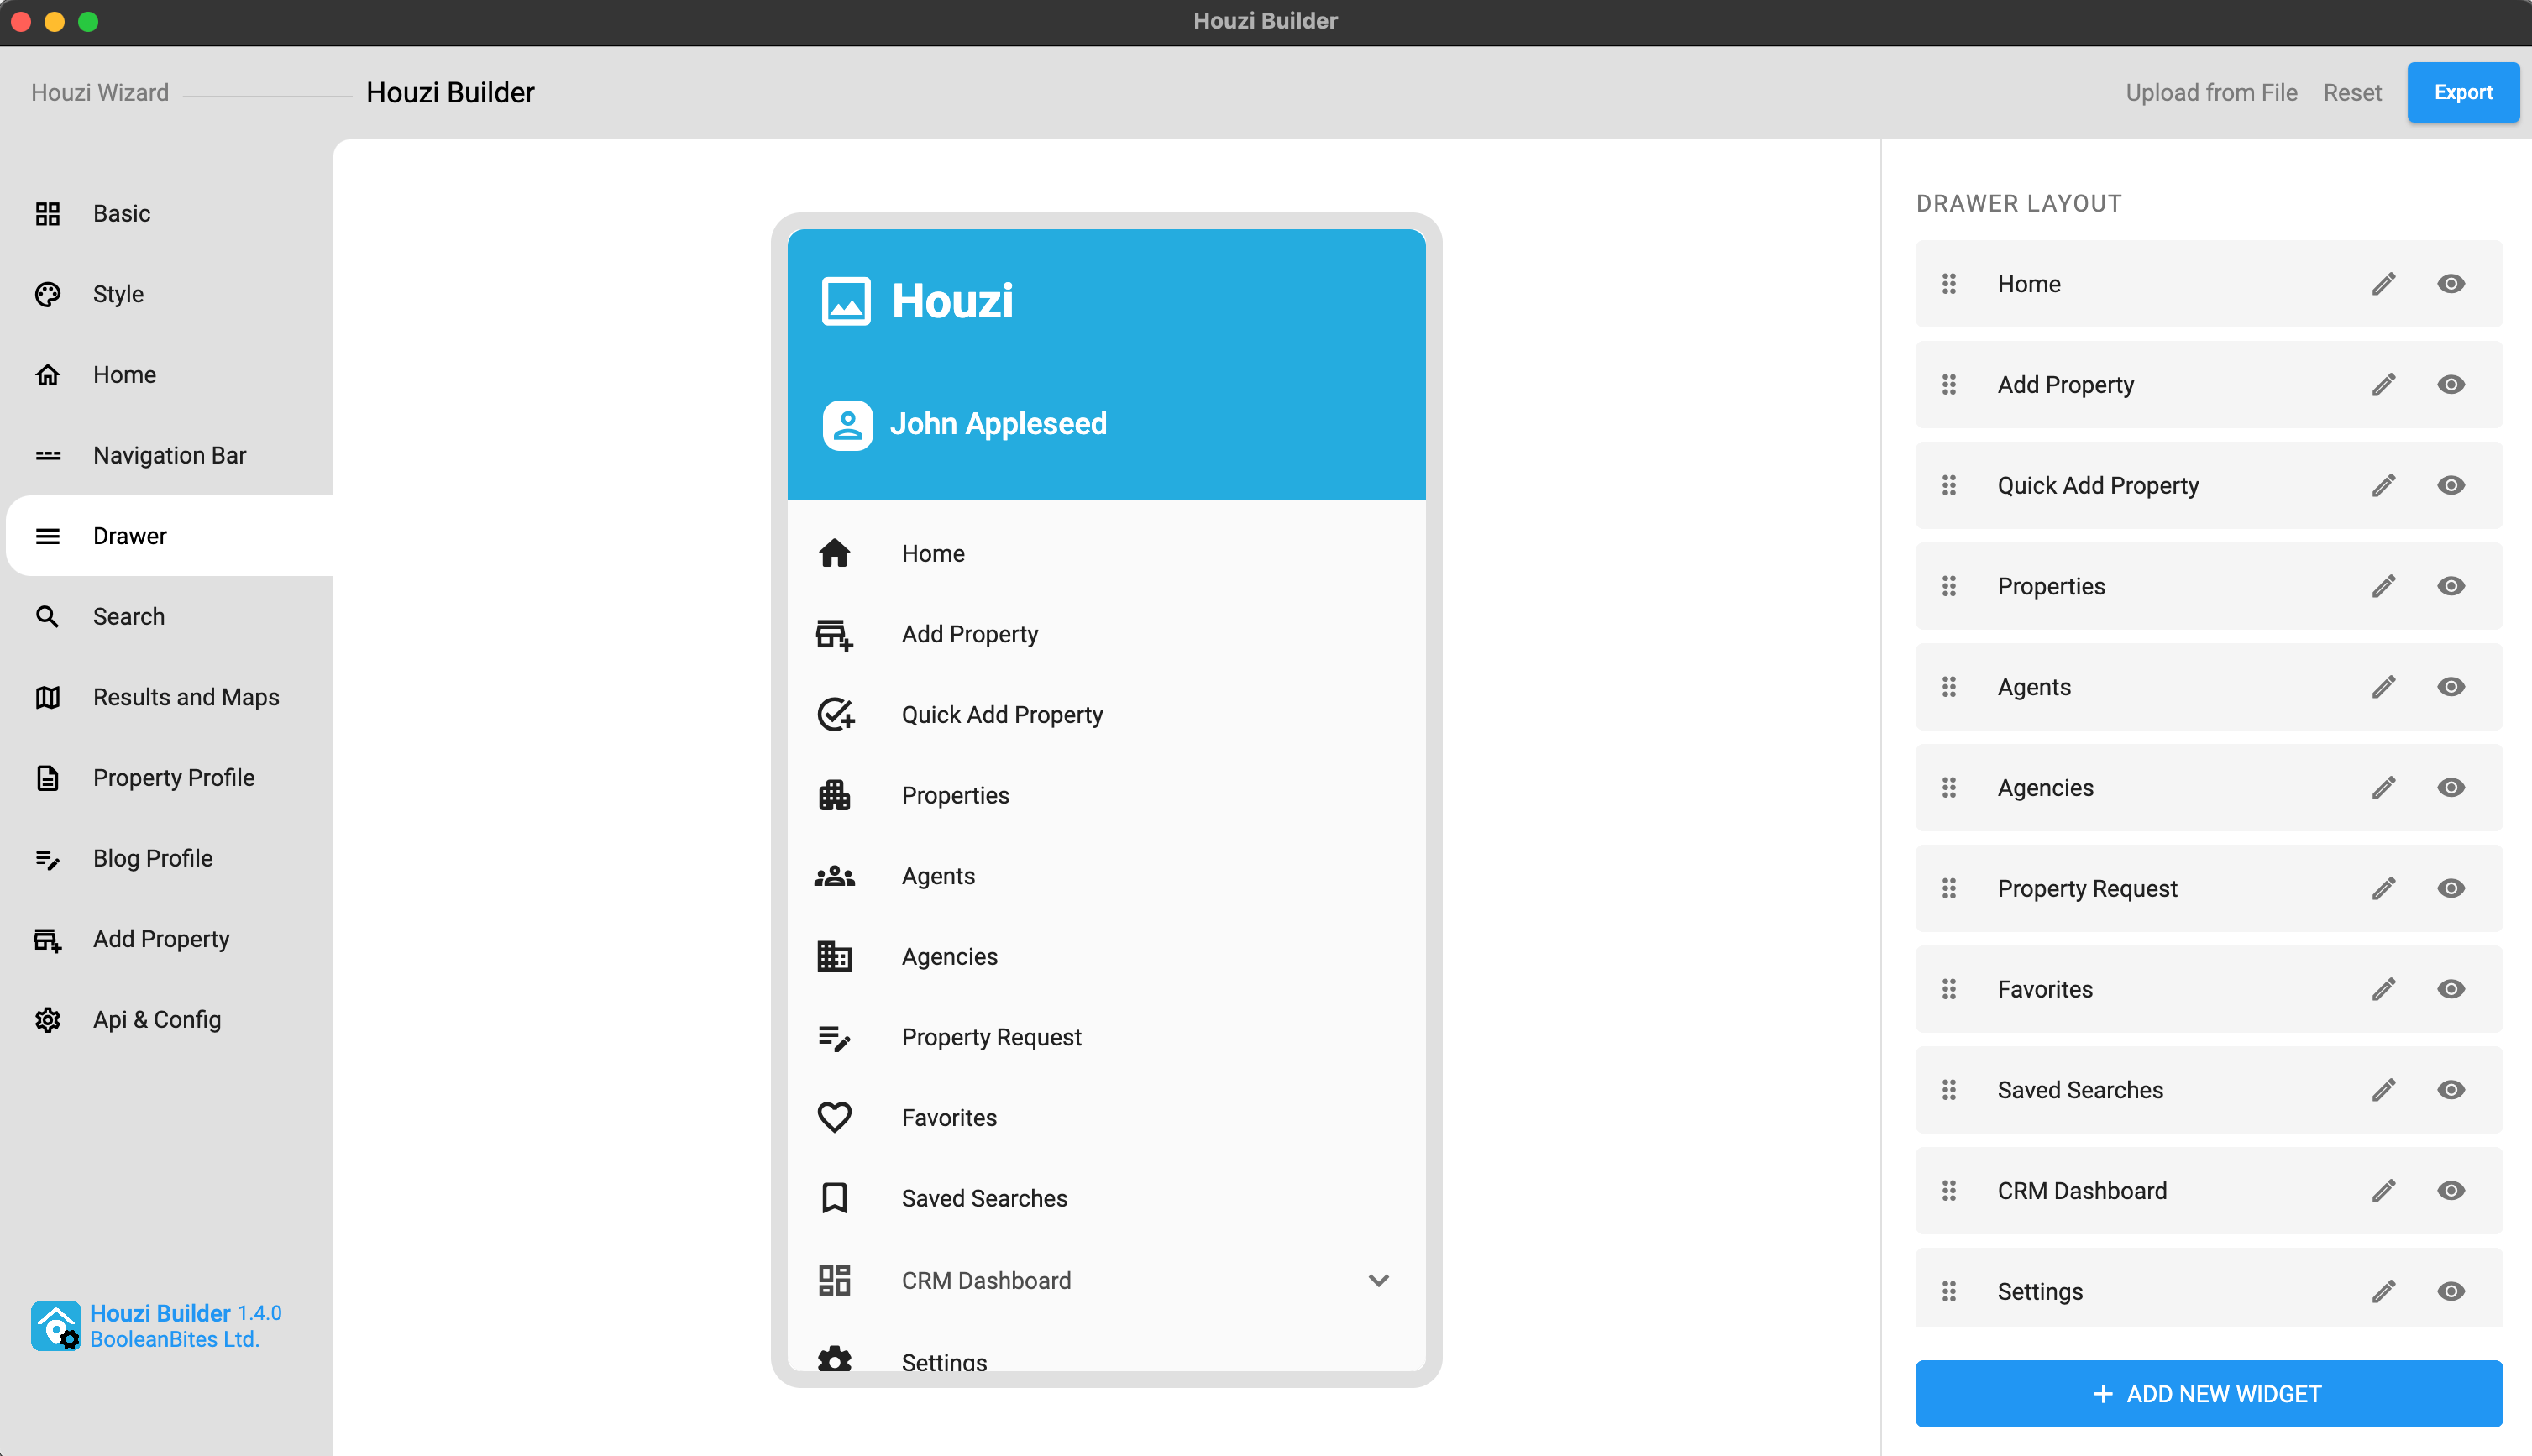 Houzi Builder
Houzi Wizard
Houzi Builder
Upload from File
Reset
Export
Basic
Style
Home
Navigation Bar
Drawer
Search
Results and Maps
Property Profile
Blog Profile
Add Property
Api & Config
Houzi Builder 1.4.0
BooleanBites Ltd.
Houzi
John Appleseed
Home
Add Property
Quick Add Property
Properties
Agents
Agencies
Property Request
Favorites
Saved Searches
CRM Dashboard
Settings
DRAWER LAYOUT
Home
Add Property
Quick Add Property
Properties
Agents
Agencies
Property Request
Favorites
Saved Searches
CRM Dashboard
Settings
+ ADD NEW WIDGET